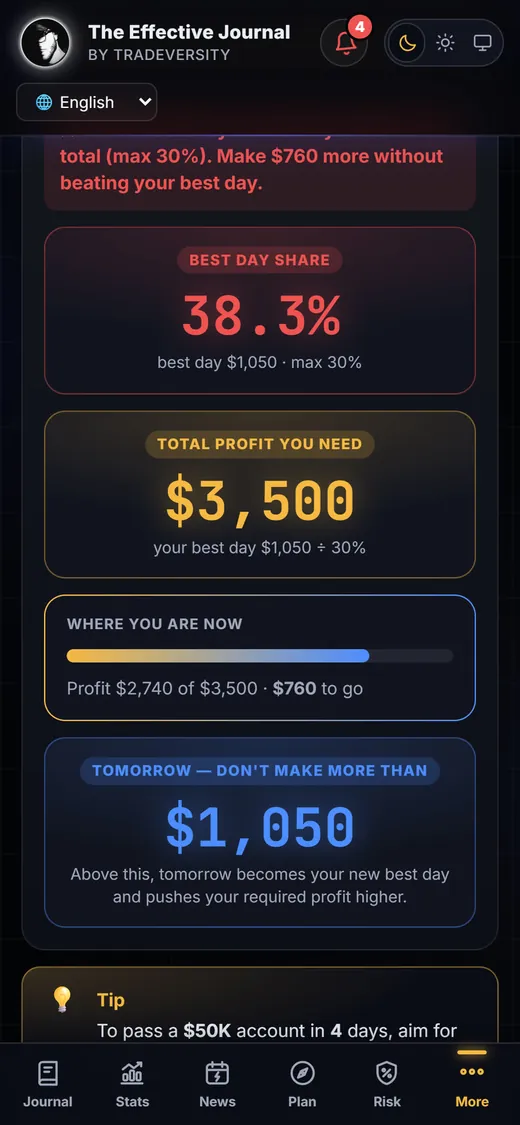 The Effective Journal
BY TRADEVERSITY
4
English
total (max 30%). Make $760 more without
beating your best day.
BEST DAY SHARE
38.3%
best day $1,050 · max 30%
TOTAL PROFIT YOU NEED
$3,500
your best day $1,050 ÷ 30%
WHERE YOU ARE NOW
Profit $2,740 of $3,500 · $760 to go
TOMORROW — DON'T MAKE MORE THAN
$1,050
Above this, tomorrow becomes your new best day
and pushes your required profit higher.
Tip
To pass a $50K account in 4 days, aim for
Journal
Stats
News
Plan
Risk
More